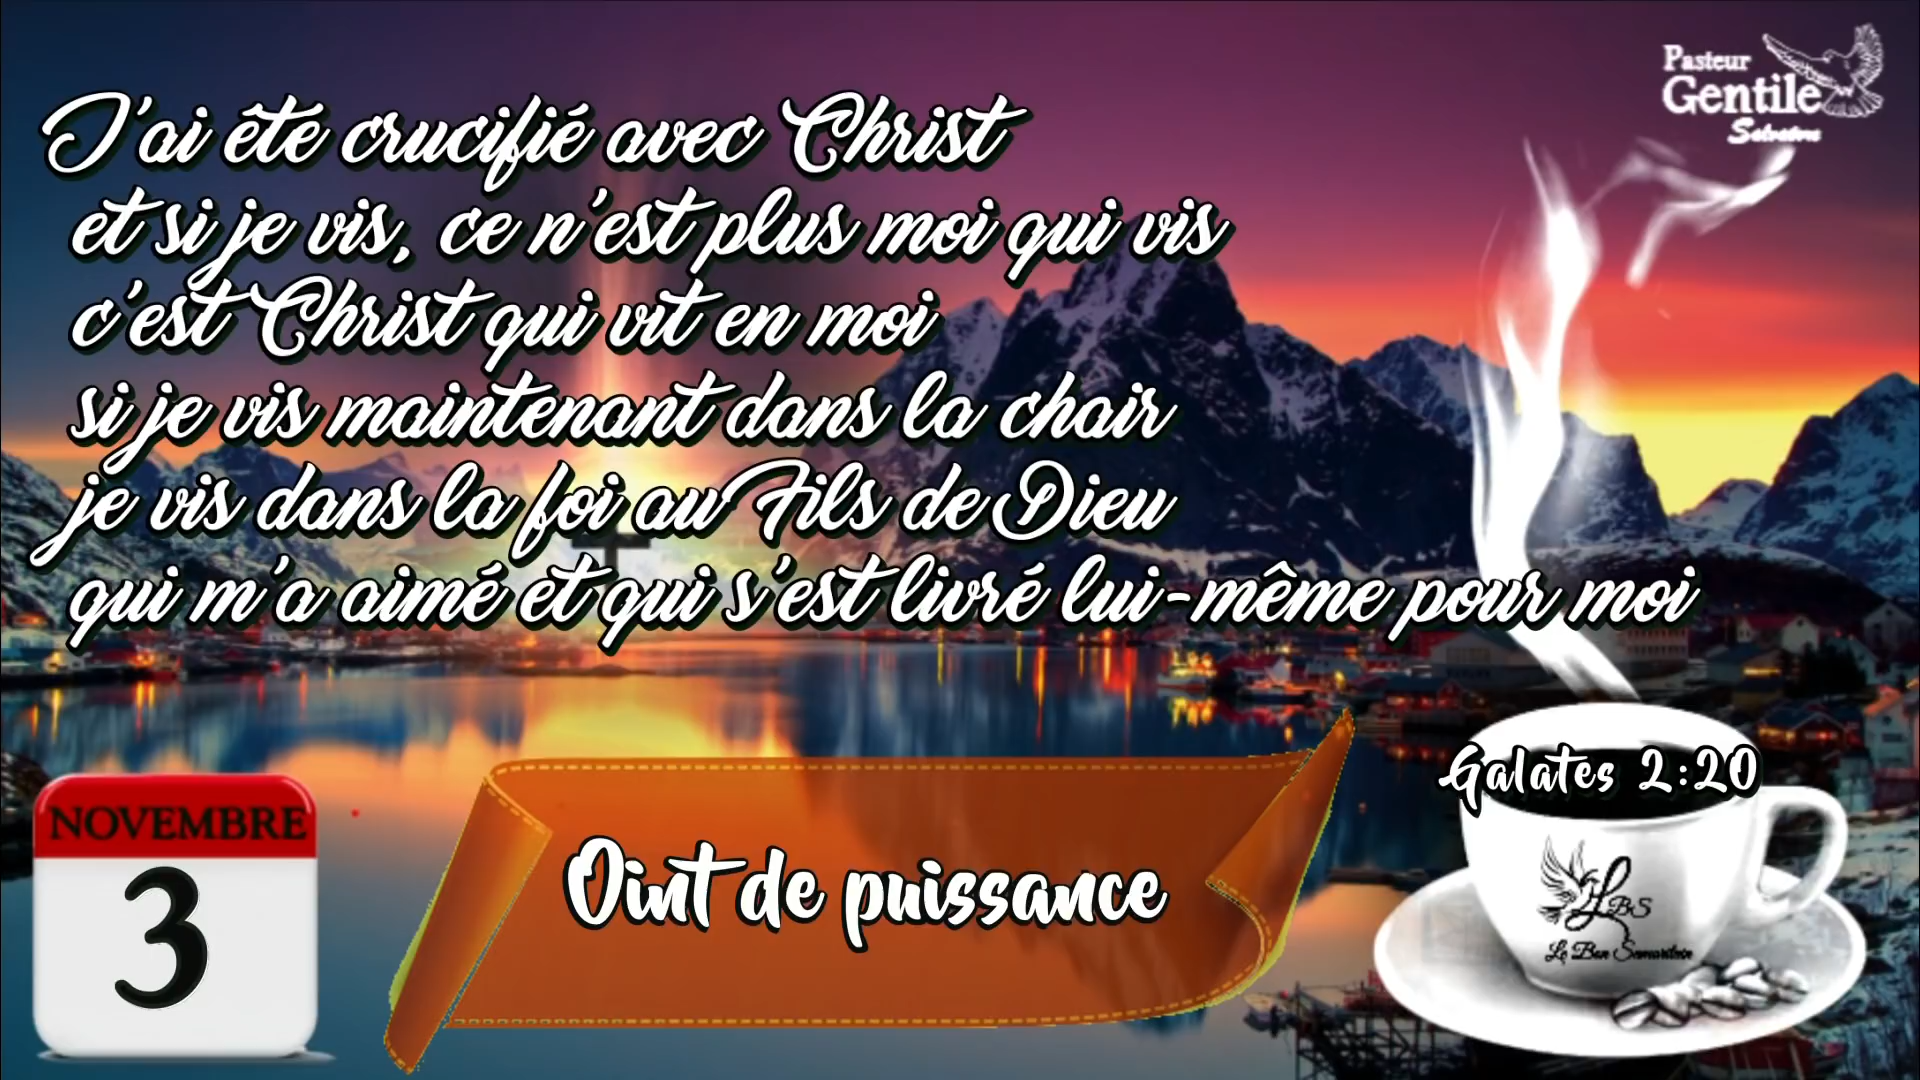 Pasteur
Gentile
Salvatore
J'ai été crucifié avec Christ
et si je vis, ce n'est plus moi qui vis
c'est Christ qui vit en moi
si je vis maintenant dans la chair
je vis dans la foi au Fils de Dieu
qui m'a aimé et qui s'est livré lui-même pour moi
Galates 2:20
NOVEMBRE
3
Oint de puissance
LBS
Le Bon Samaritain